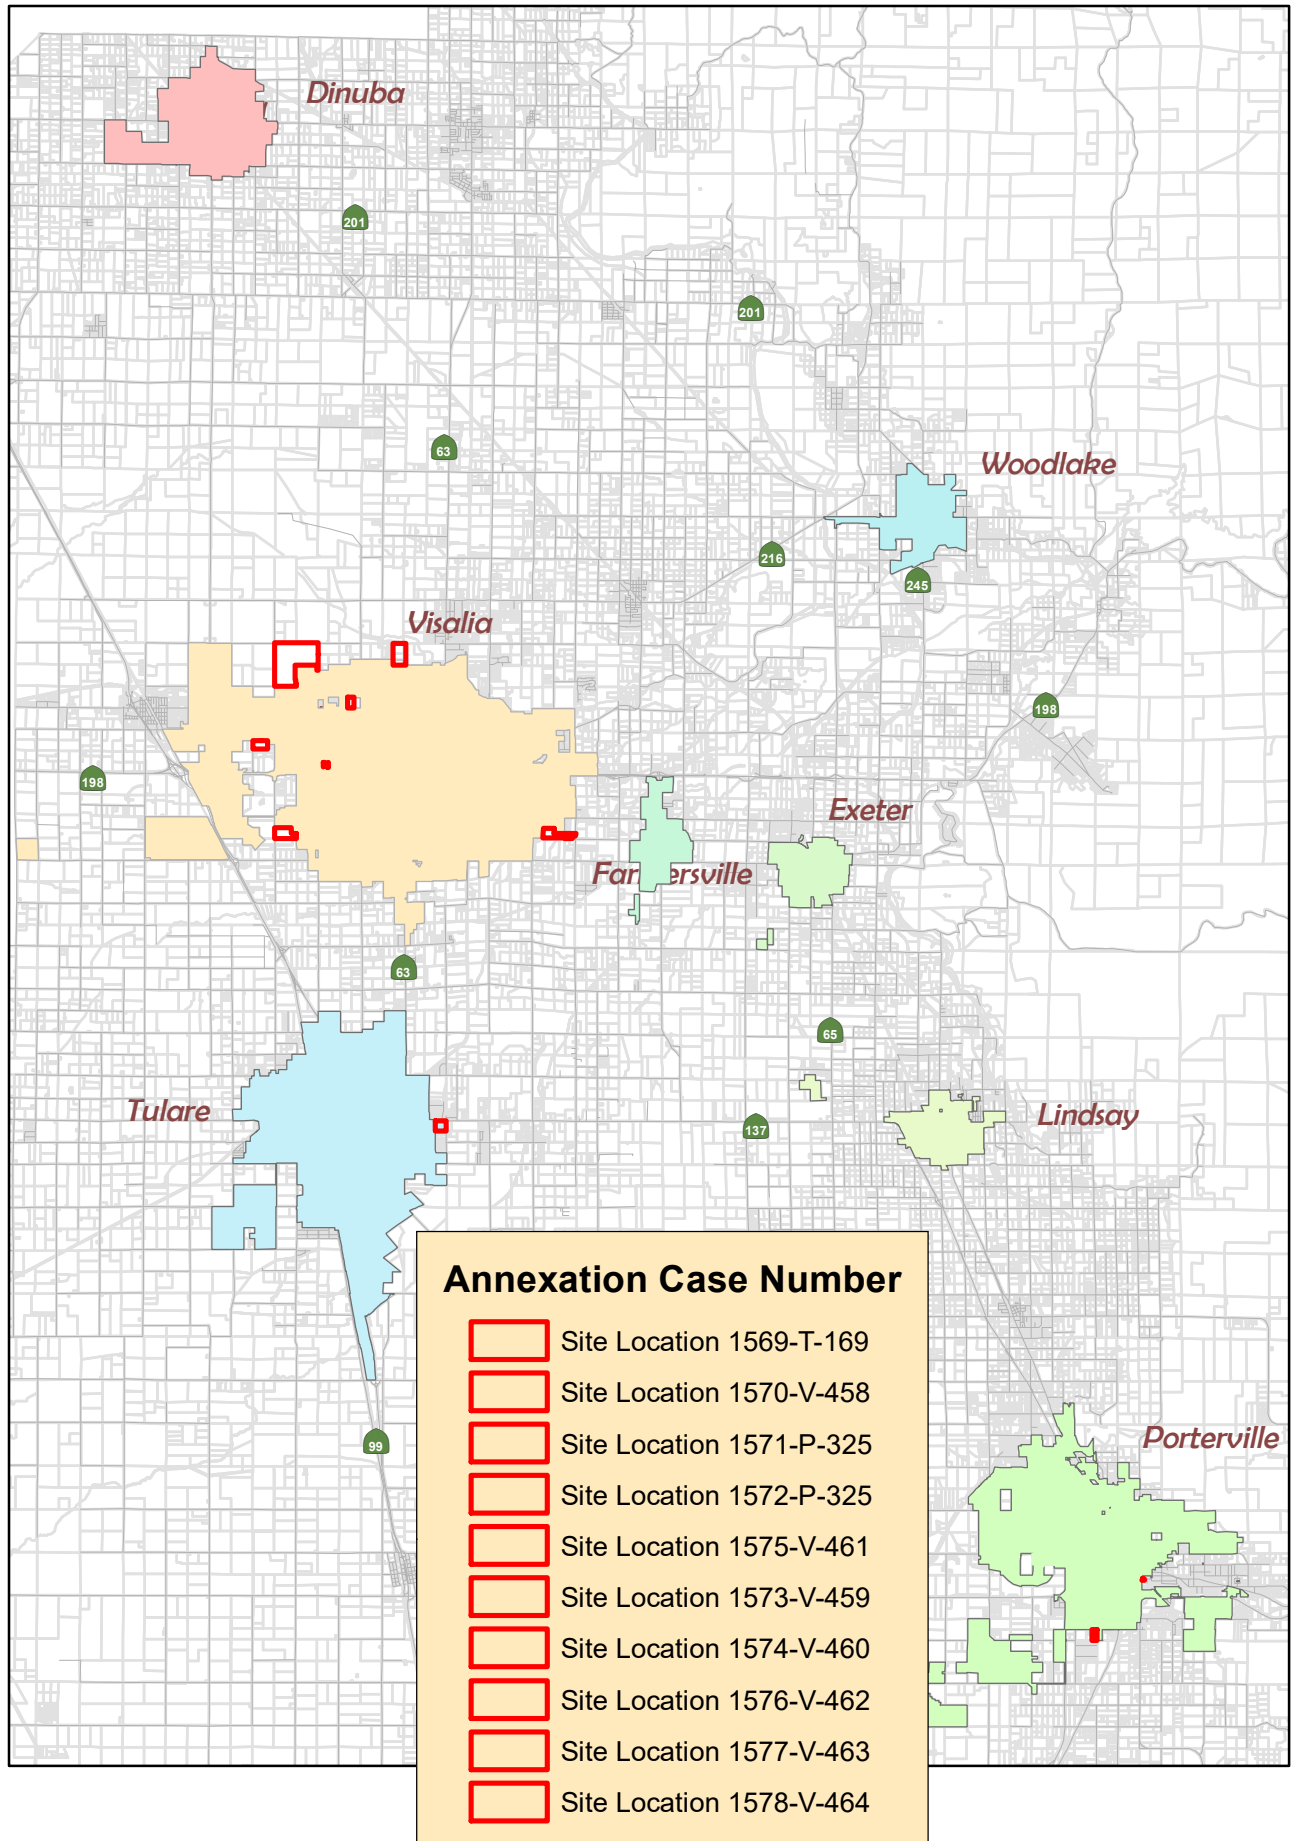 Dinuba
201
201
63
Woodlake
216
245
Visalia
198
198
Exeter
Farmersville
63
65
Tulare
137
Lindsay
Annexation Case Number
Site Location 1569-T-169
Site Location 1570-V-458
Site Location 1571-P-325
Site Location 1572-P-325
Site Location 1575-V-461
Site Location 1573-V-459
Site Location 1574-V-460
Site Location 1576-V-462
Site Location 1577-V-463
Site Location 1578-V-464
99
Porterville